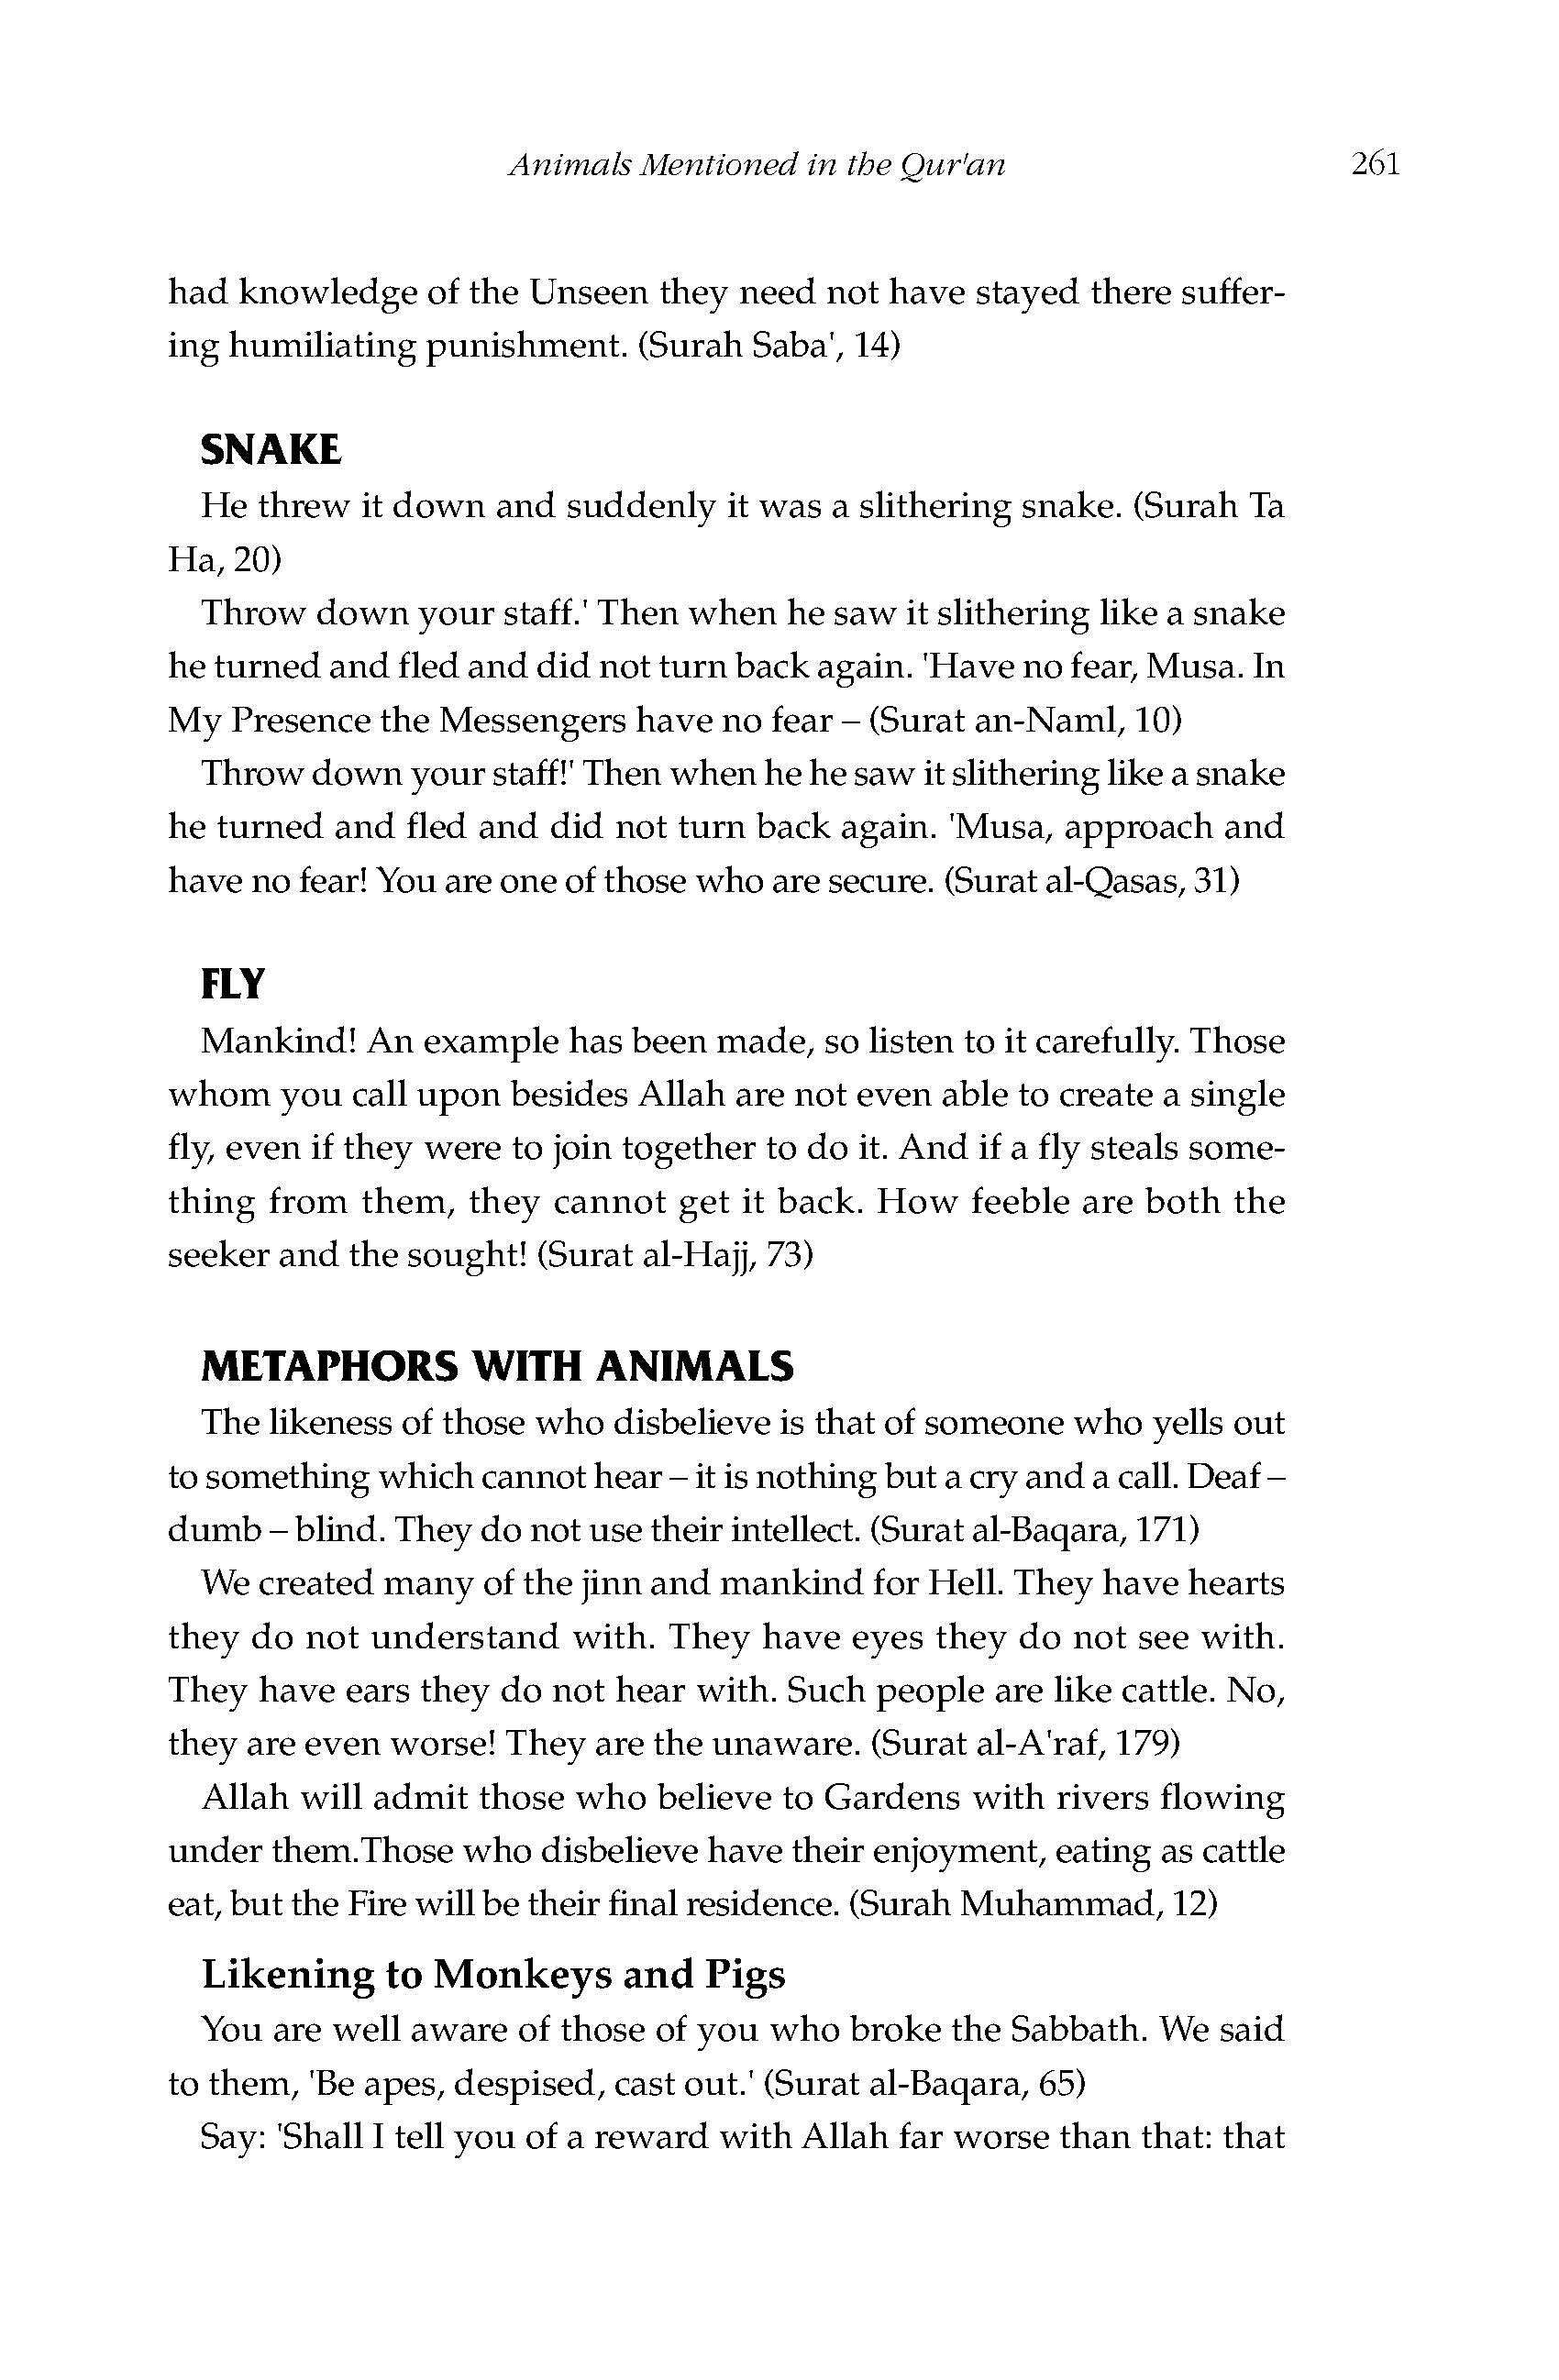 Animals Mentioned in the Qur'an 261
had knowledge of the Unseen they need not have stayed there suffer-
ing humiliating punishment. (Surah Saba', 14)
SNAKE
He threw it down and suddenly it was a slithering snake. (Surah Ta
Ha, 20)
Throw down your staff.' Then when he saw it slithering like a snake
he turned and fled and did not turn back again. 'Have no fear, Musa. In
My Presence the Messengers have no fear – (Surat an-Naml, 10)
Throw down your staff!' Then when he he saw it slithering like a snake
he turned and fled and did not turn back again. 'Musa, approach and
have no fear! You are one of those who are secure. (Surat al-Qasas, 31)
FLY
Mankind! An example has been made, so listen to it carefully. Those
whom you call upon besides Allah are not even able to create a single
fly, even if they were to join together to do it. And if a fly steals some-
thing from them, they cannot get it back. How feeble are both the
seeker and the sought! (Surat al-Hajj, 73)
METAPHORS WITH ANIMALS
The likeness of those who disbelieve is that of someone who yells out
to something which cannot hear – it is nothing but a cry and a call. Deaf –
dumb – blind. They do not use their intellect. (Surat al-Baqara, 171)
We created many of the jinn and mankind for Hell. They have hearts
they do not understand with. They have eyes they do not see with.
They have ears they do not hear with. Such people are like cattle. No,
they are even worse! They are the unaware. (Surat al-A'raf, 179)
Allah will admit those who believe to Gardens with rivers flowing
under them.Those who disbelieve have their enjoyment, eating as cattle
eat, but the Fire will be their final residence. (Surah Muhammad, 12)
Likening to Monkeys and Pigs
You are well aware of those of you who broke the Sabbath. We said
to them, 'Be apes, despised, cast out.' (Surat al-Baqara, 65)
Say: 'Shall I tell you of a reward with Allah far worse than that: that